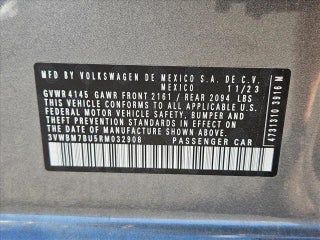 MFD. BY VOLKSWAGEN DE MEXICO S.A. DE C.V.
MEXICO 11/23
GVWR 4145 GAWR FRONT 2161 / REAR 2094 LBS
THIS VEHICLE CONFORMS TO ALL APPLICABLE U.S.
FEDERAL MOTOR VEHICLE SAFETY, BUMPER AND
THEFT PREVENTION STANDARDS IN EFFECT ON THE
DATE OF MANUFACTURE SHOWN ABOVE.
3VWBM7BU5RM032908 PASSENGER CAR
4731310 3916 M